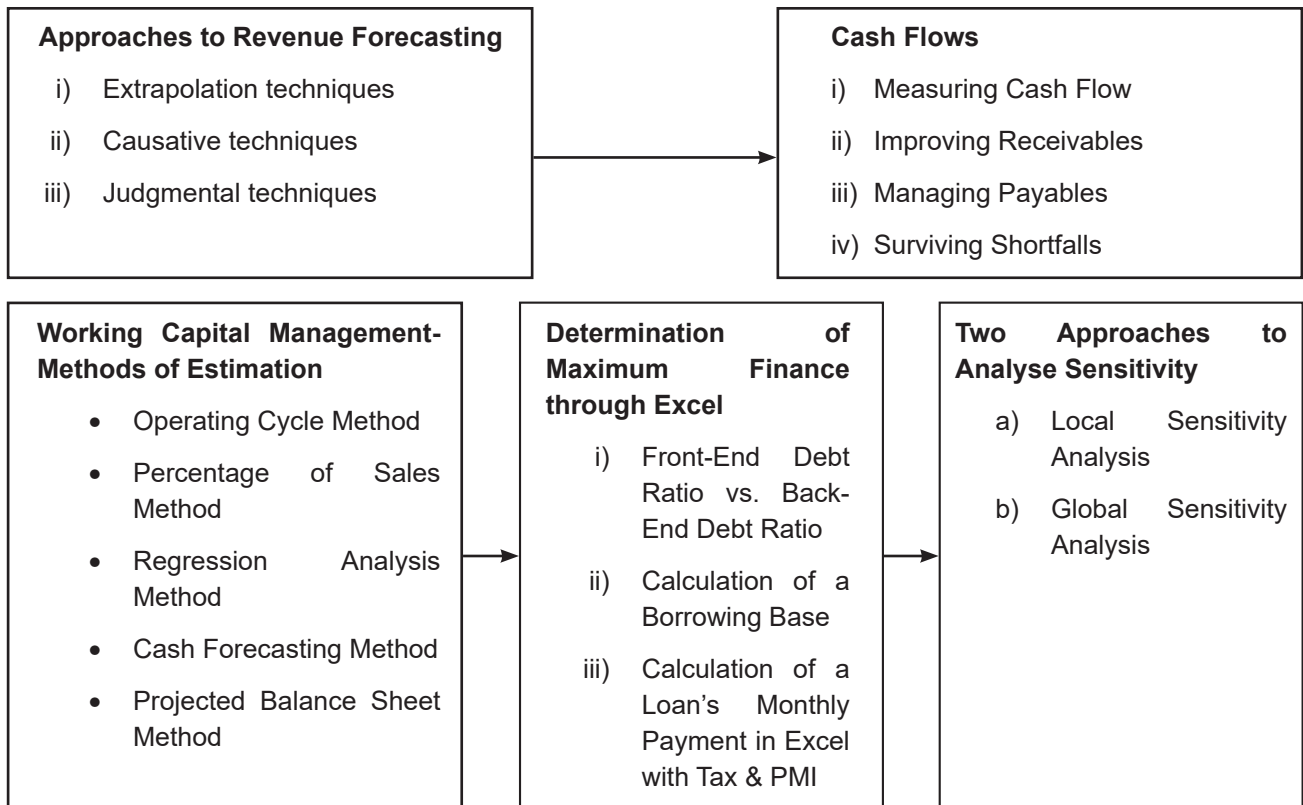 Approaches to Revenue Forecasting
i) Extrapolation techniques
ii) Causative techniques
iii) Judgmental techniques
Cash Flows
i) Measuring Cash Flow
ii) Improving Receivables
iii) Managing Payables
iv) Surviving Shortfalls
Working Capital Management-
Methods of Estimation
• Operating Cycle Method
• Percentage of Sales
Method
• Regression Analysis
Method
• Cash Forecasting Method
• Projected Balance Sheet
Method
Determination of
Maximum Finance
through Excel
i) Front-End Debt
Ratio vs. Back-
End Debt Ratio
ii) Calculation of a
Borrowing Base
iii) Calculation of a
Loan's Monthly
Payment in Excel
with Tax & PMI
Two Approaches to
Analyse Sensitivity
a) Local Sensitivity
Analysis
b) Global Sensitivity
Analysis